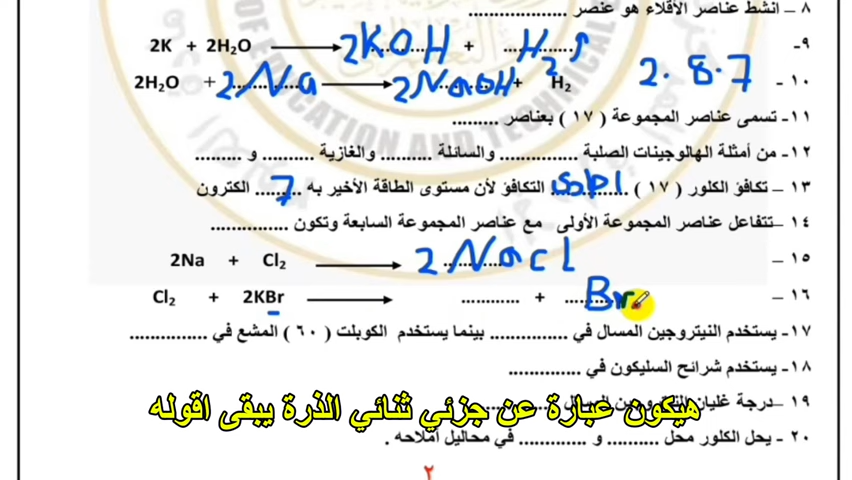 ٨ – انشط عناصر الأقلاء هو عنصر ...............
٩- 2K + 2H₂O ⟶ 2KOH + H₂↑
2.8.7
١٠ - 2H₂O + 2Na ⟶ 2NaOH + H₂
١١- تسمى عناصر المجموعة ( ١٧ ) بعناصر .........
١٢- من أمثلة الهالوجينات الصلبة ............... والسائلة .......... والغازية .......... و ..........
١٣ – تكافؤ الكلور ( ١٧ ) احادي التكافؤ لأن مستوى الطاقة الأخير به 7 الكترون
١٤ – تتفاعل عناصر المجموعة الأولى مع عناصر المجموعة السابعة وتكون ...............
١٥ – 2Na + Cl₂ ⟶ 2NaCl
١٦ – Cl₂ + 2KBr ⟶ ............ + Br
١٧- يستخدم النيتروجين المسال في ............... بينما يستخدم الكوبلت ( ٦٠ ) المشع في ...............
١٨- يستخدم شرائح السليكون في ...............
١٩ – درجة غليان
هيكون عبارة عن جزئي ثنائي الذرة يبقى اقوله
٢٠- يحل الكلور محل .......... و ............. في محاليل املاحه .
٢